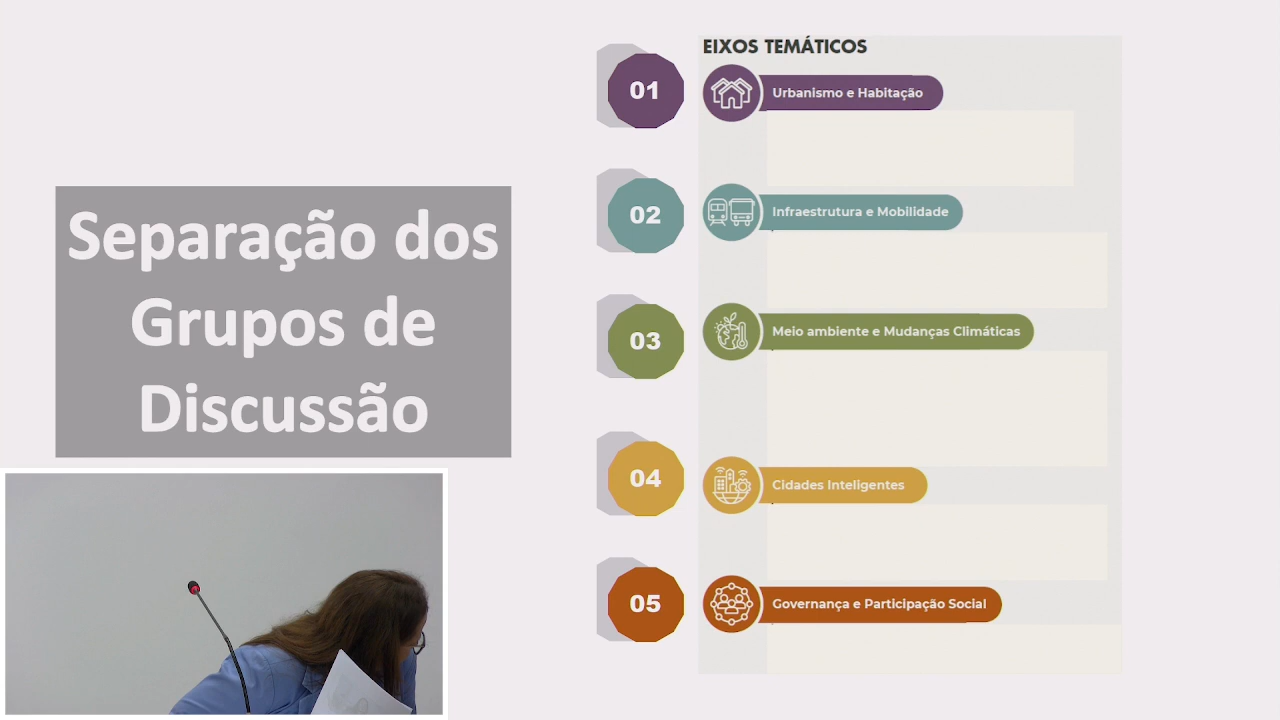 Separação dos
Grupos de
Discussão
EIXOS TEMÁTICOS
01
Urbanismo e Habitação
02
Infraestrutura e Mobilidade
03
Meio ambiente e Mudanças Climáticas
04
Cidades Inteligentes
05
Governança e Participação Social